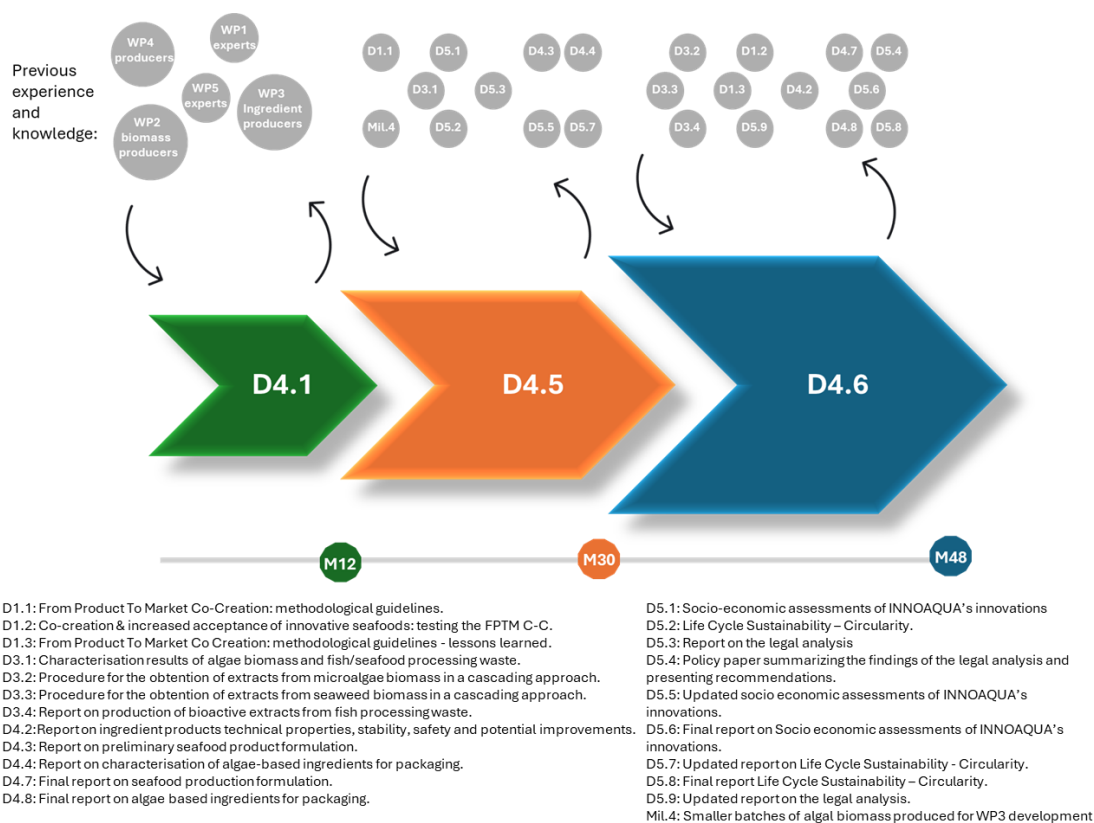 Previous
experience
and
knowledge:
WP4
producers
WP1
experts
WP5
experts
WP3
Ingredient
producers
WP2
biomass
producers
D1.1
D5.1
D4.3
D4.4
D3.1
D5.3
Mil.4
D5.2
D5.5
D5.7
D3.2
D1.2
D4.7
D5.4
D3.3
D1.3
D4.2
D5.6
D3.4
D5.9
D4.8
D5.8
D4.1
D4.5
D4.6
M12
M30
M48
D1.1: From Product To Market Co-Creation: methodological guidelines.
D1.2: Co-creation & increased acceptance of innovative seafoods: testing the FPTM C-C.
D1.3: From Product To Market Co Creation: methodological guidelines - lessons learned.
D3.1: Characterisation results of algae biomass and fish/seafood processing waste.
D3.2: Procedure for the obtention of extracts from microalgae biomass in a cascading approach.
D3.3: Procedure for the obtention of extracts from seaweed biomass in a cascading approach.
D3.4: Report on production of bioactive extracts from fish processing waste.
D4.2:Report on ingredient products technical properties, stability, safety and potential improvements.
D4.3: Report on preliminary seafood product formulation.
D4.4: Report on characterisation of algae-based ingredients for packaging.
D4.7: Final report on seafood production formulation.
D4.8: Final report on algae based ingredients for packaging.
D5.1: Socio-economic assessments of INNOAQUA's innovations
D5.2: Life Cycle Sustainability – Circularity.
D5.3: Report on the legal analysis
D5.4: Policy paper summarizing the findings of the legal analysis and
presenting recommendations.
D5.5: Updated socio economic assessments of INNOAQUA's
innovations.
D5.6: Final report on Socio economic assessments of INNOAQUA's
innovations.
D5.7: Updated report on Life Cycle Sustainability - Circularity.
D5.8: Final report Life Cycle Sustainability – Circularity.
D5.9: Updated report on the legal analysis.
Mil.4: Smaller batches of algal biomass produced for WP3 development